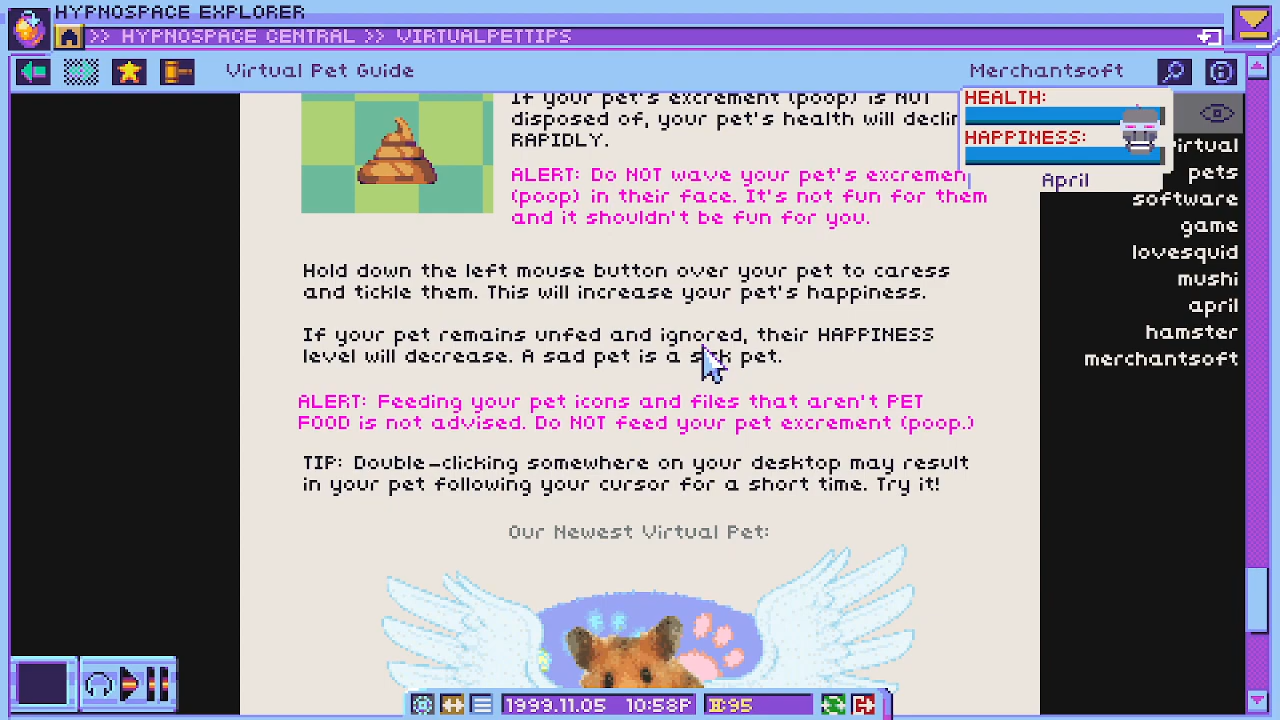 HYPNOSPACE EXPLORER
>> HYPNOSPACE CENTRAL >> VIRTUALPETTIPS
Virtual Pet Guide
Merchantsoft
If your pet's excrement (poop) is NOT
disposed of, your pet's health will declin
RAPIDLY.
ALERT: Do NOT wave your pet's excremen
(poop) in their face. It's not fun for them
and it shouldn't be fun for you.
HEALTH:
HAPPINESS:
April
irtual
pets
software
game
lovesquid
mushi
april
hamster
merchantsoft
Hold down the left mouse button over your pet to caress
and tickle them. This will increase your pet's happiness.
If your pet remains unfed and ignored, their HAPPINESS
level will decrease. A sad pet is a sick pet.
ALERT: Feeding your pet icons and files that aren't PET
FOOD is not advised. Do NOT feed your pet excrement (poop.)
TIP: Double-clicking somewhere on your desktop may result
in your pet following your cursor for a short time. Try it!
Our Newest Virtual Pet:
1999.11.05 10:58P
95